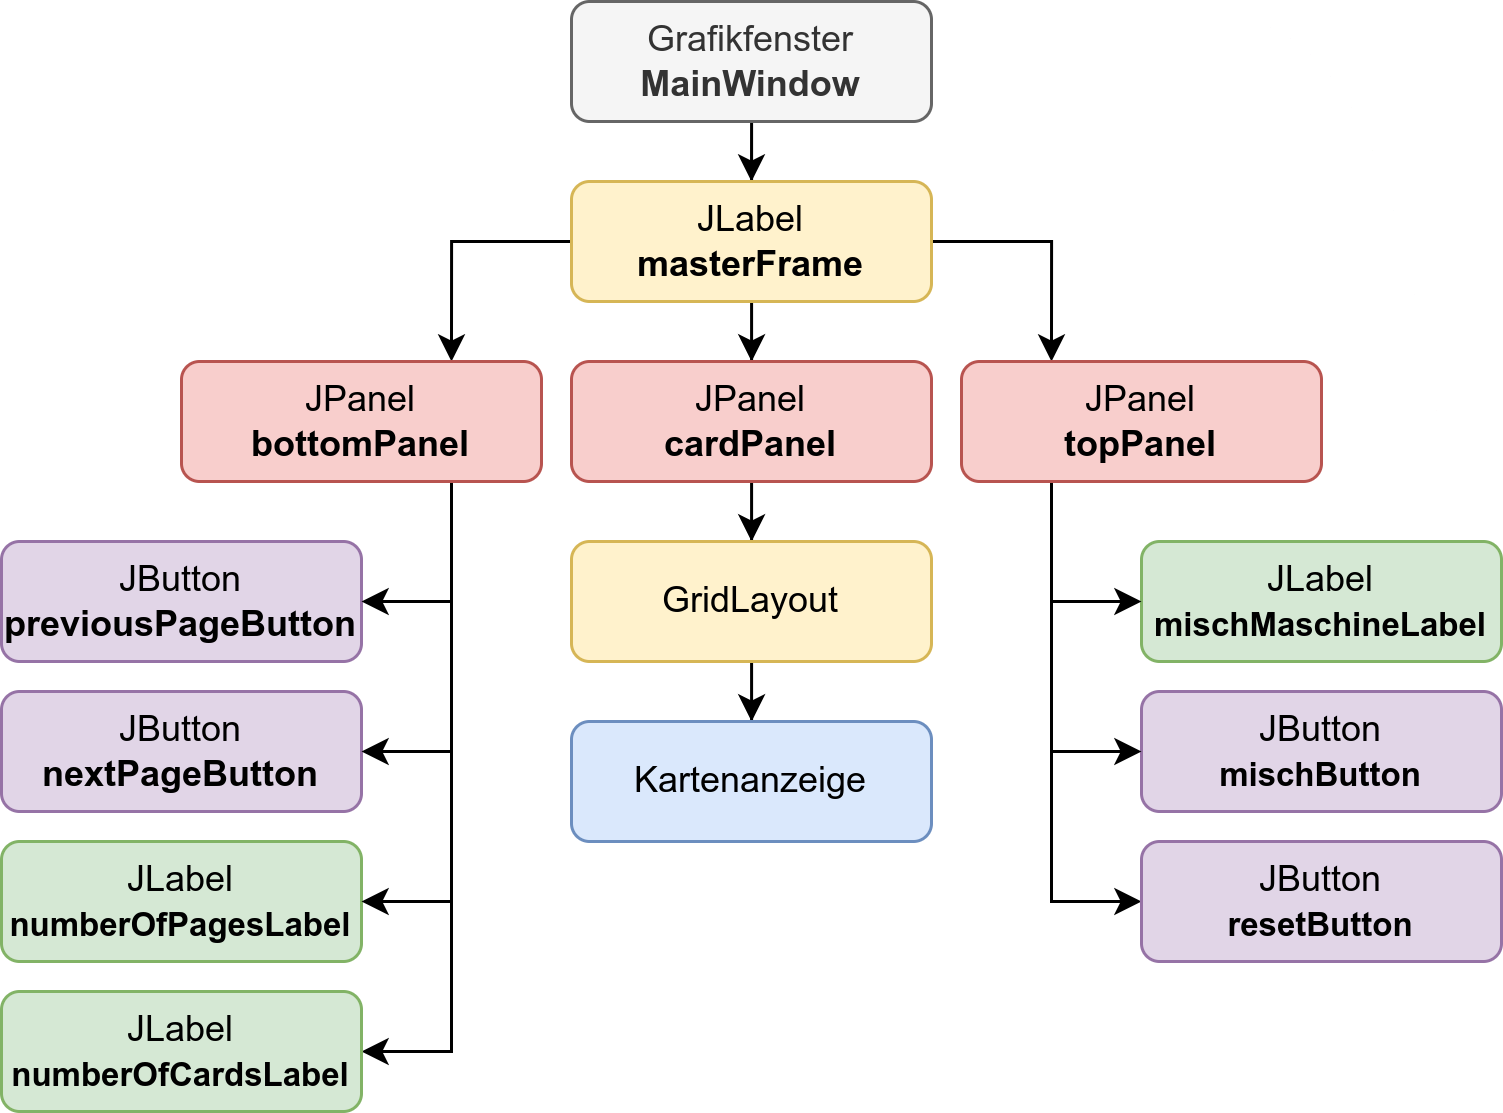 Grafikfenster
MainWindow
JLabel
masterFrame
JPanel
bottomPanel
JPanel
cardPanel
JPanel
topPanel
JButton
previousPageButton
GridLayout
JLabel
mischMaschineLabel
JButton
nextPageButton
Kartenanzeige
JButton
mischButton
JLabel
numberOfPagesLabel
JButton
resetButton
JLabel
numberOfCardsLabel